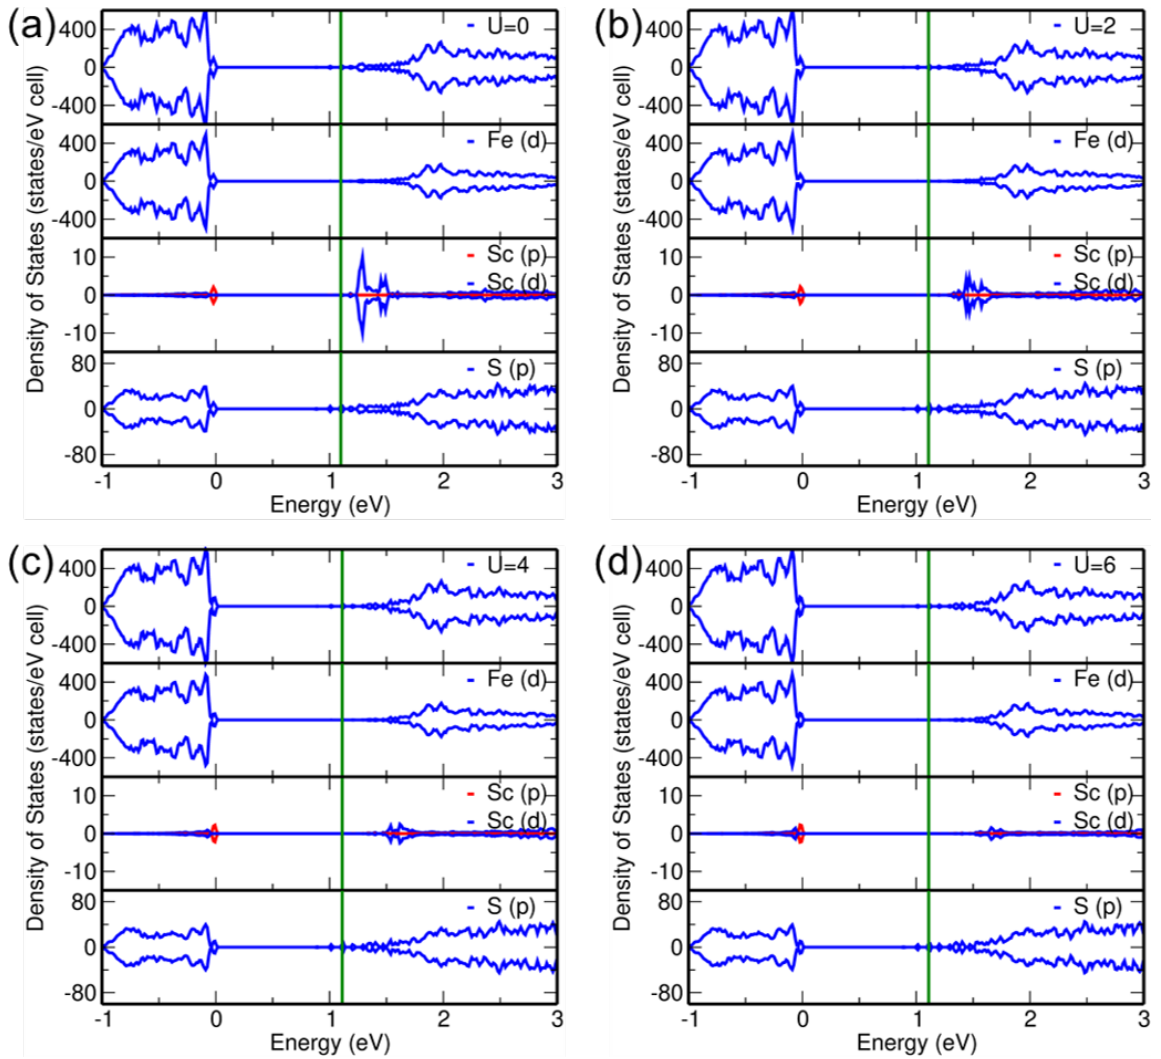 (a)
Density of States (states/eV cell)
400
0
-400
U=0
400
0
-400
Fe (d)
10
0
-10
Sc (p)
Sc (d)
80
0
-80
S (p)
-1 0 1 2 3
Energy (eV)
(b)
Density of States (states/eV cell)
400
0
-400
U=2
400
0
-400
Fe (d)
10
0
-10
Sc (p)
Sc (d)
80
0
-80
S (p)
-1 0 1 2 3
Energy (eV)
(c)
Density of States (states/eV cell)
400
0
-400
U=4
400
0
-400
Fe (d)
10
0
-10
Sc (p)
Sc (d)
80
0
-80
S (p)
-1 0 1 2 3
Energy (eV)
(d)
Density of States (states/eV cell)
400
0
-400
U=6
400
0
-400
Fe (d)
10
0
-10
Sc (p)
Sc (d)
80
0
-80
S (p)
-1 0 1 2 3
Energy (eV)